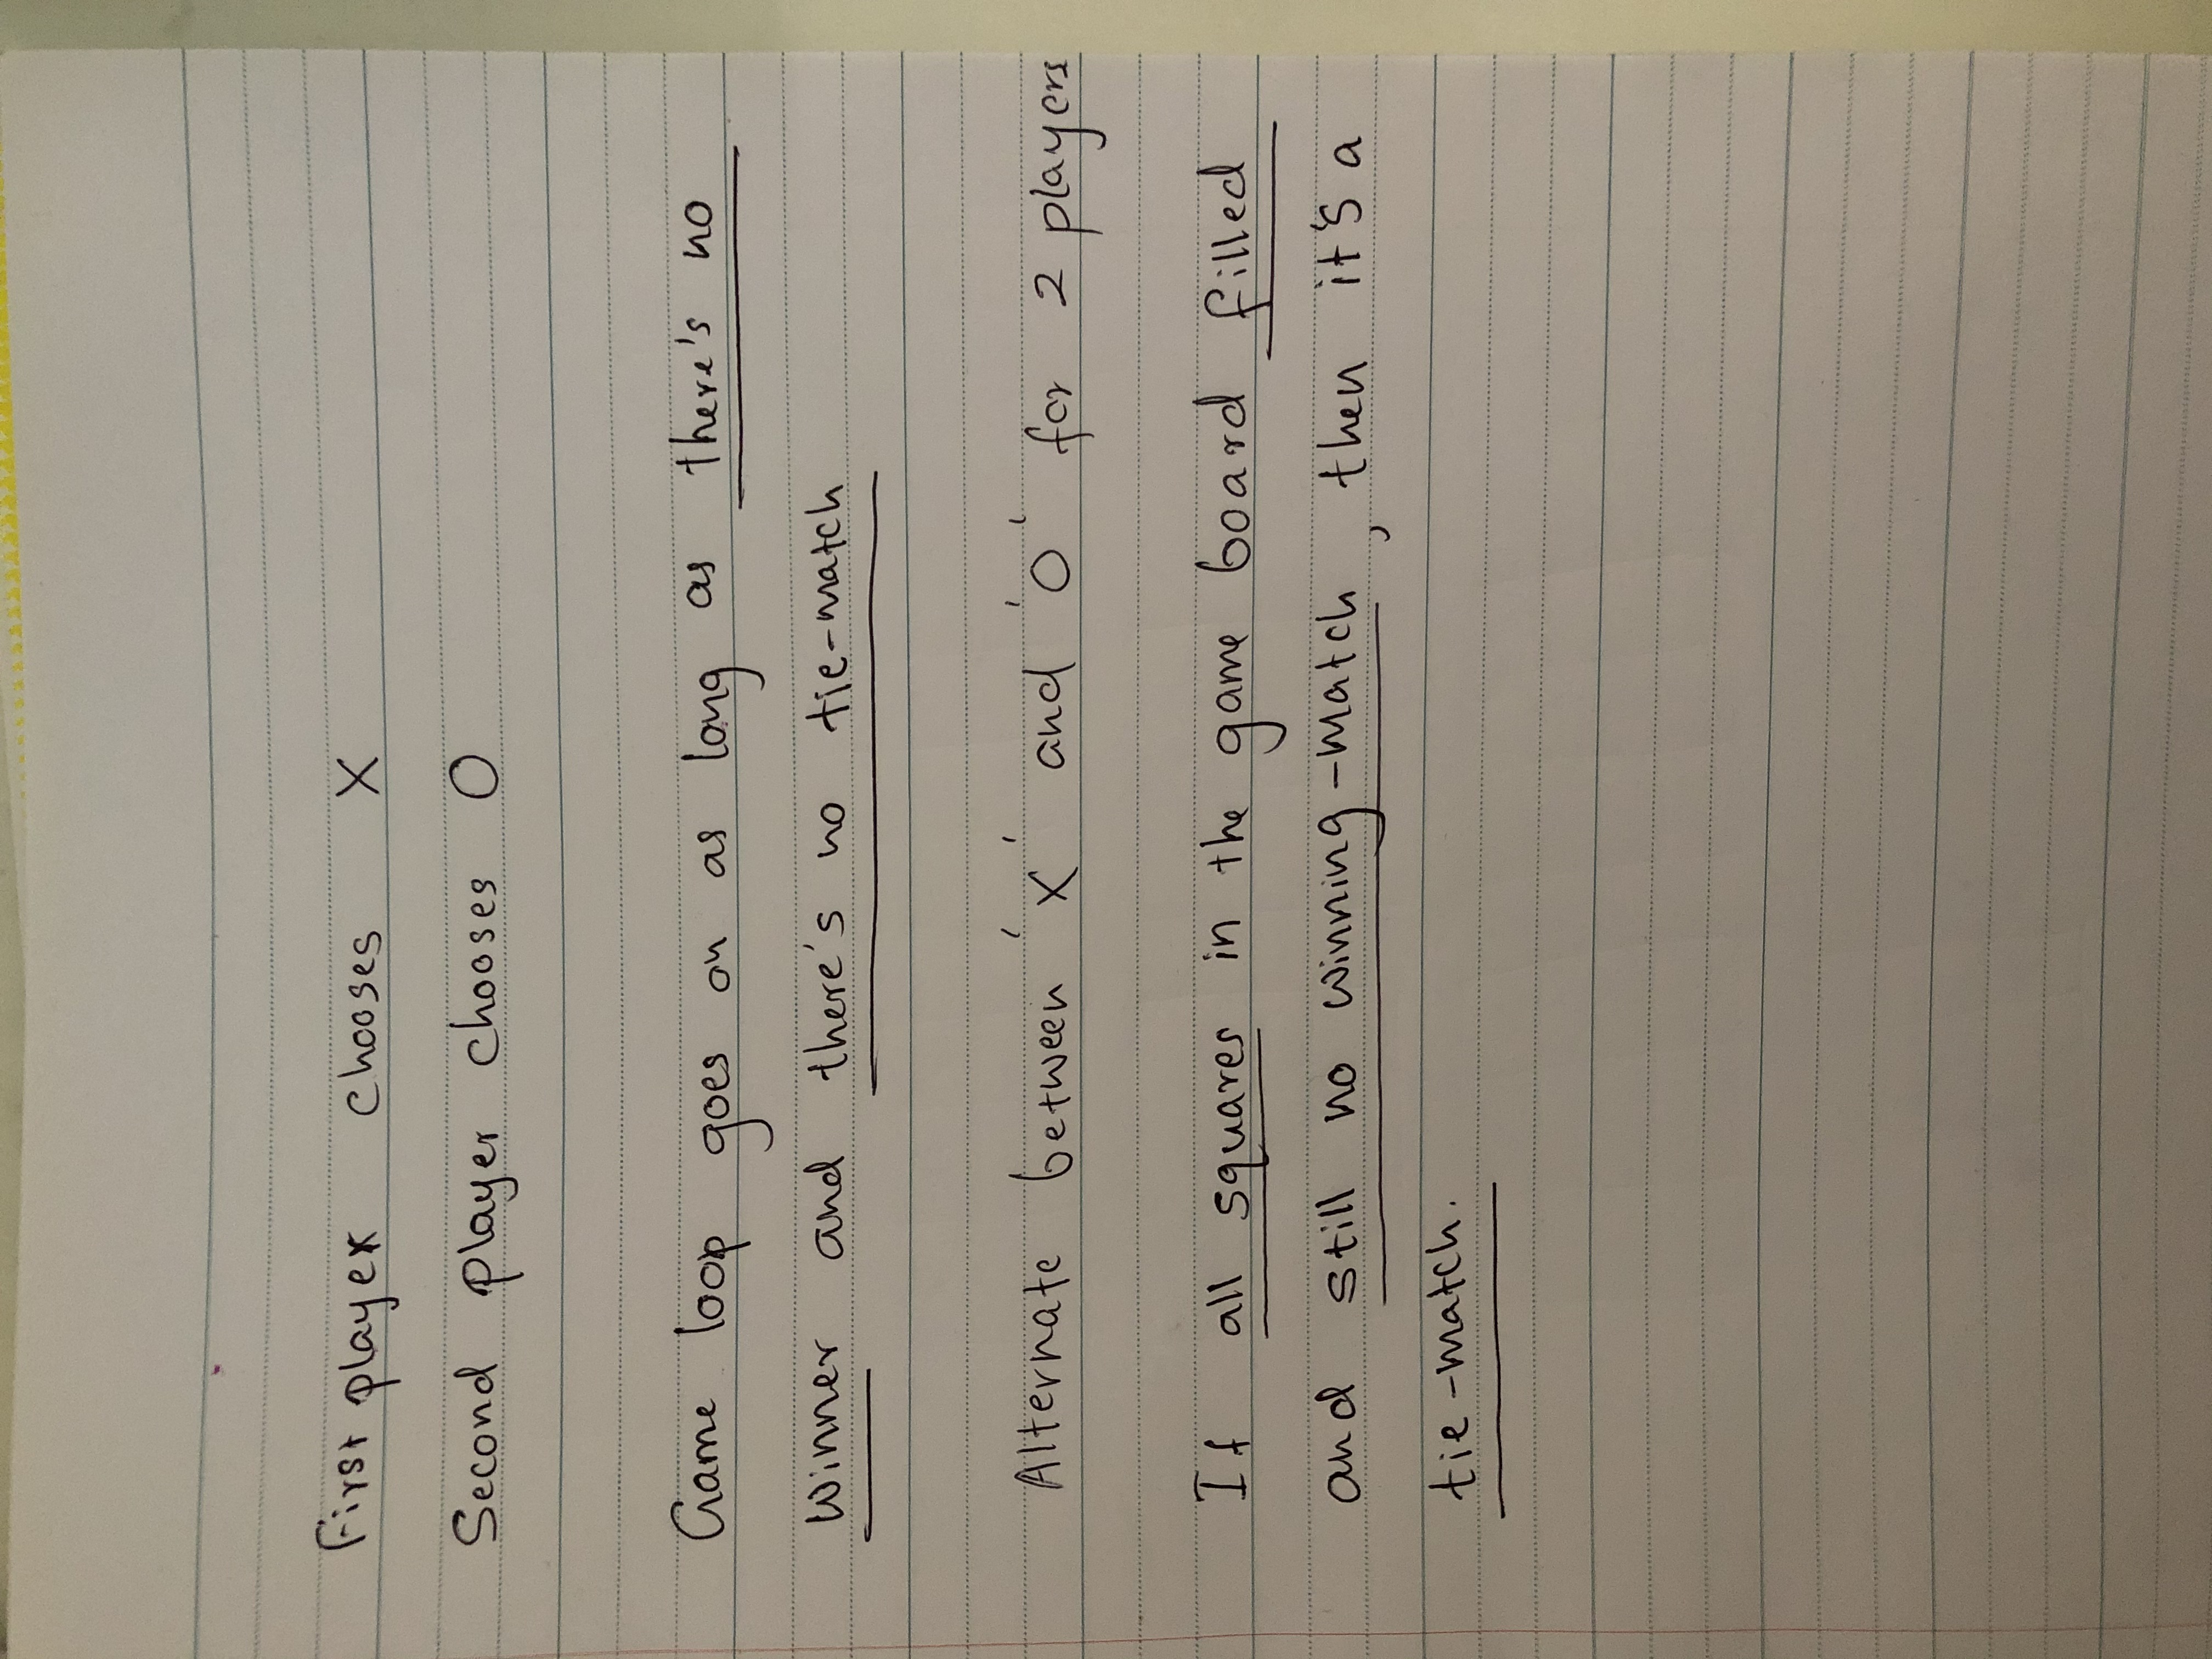 First player chooses X
Second player chooses O
Game loop goes on as long as there's no
winner and there's no tie-match
Alternate between 'X' and 'O' for 2 players
If all squares in the game board filled
and still no winning-match, then it's a
tie-match.